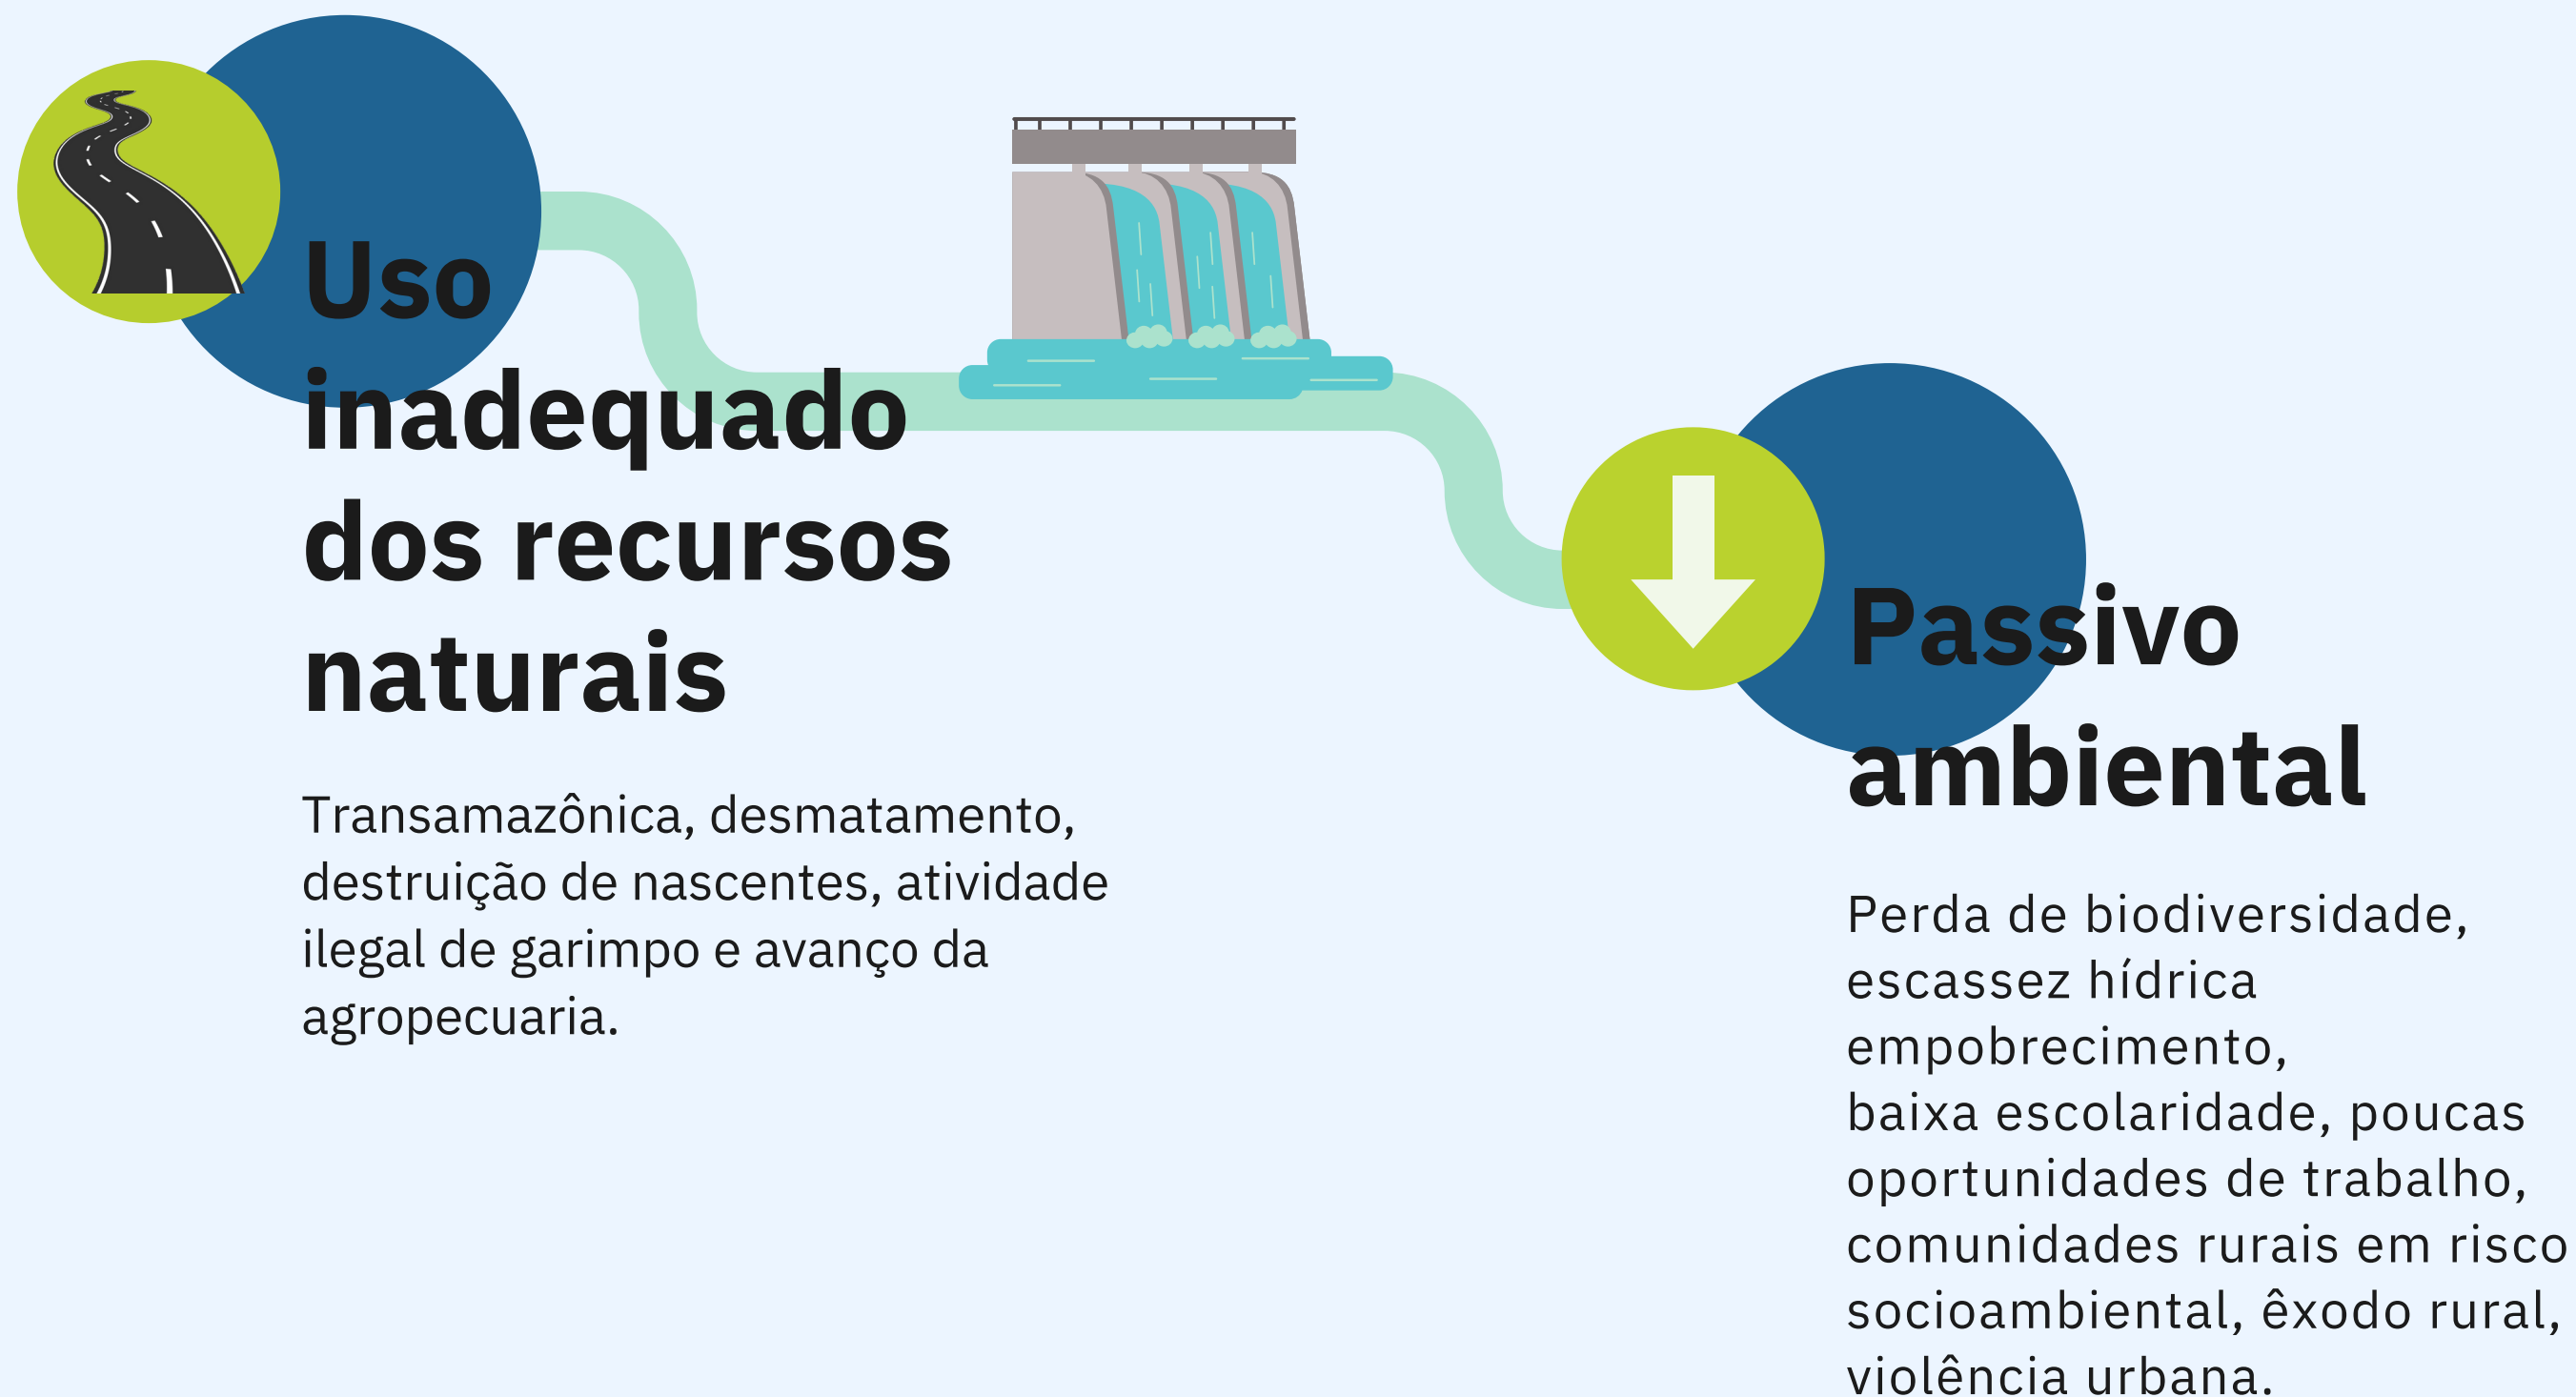 Uso
inadequado
dos recursos
naturais
Transamazônica, desmatamento,
destruição de nascentes, atividade
ilegal de garimpo e avanço da
agropecuaria.
Passivo
ambiental
Perda de biodiversidade,
escassez hídrica
empobrecimento,
baixa escolaridade, poucas
oportunidades de trabalho,
comunidades rurais em risco
socioambiental, êxodo rural,
violência urbana.